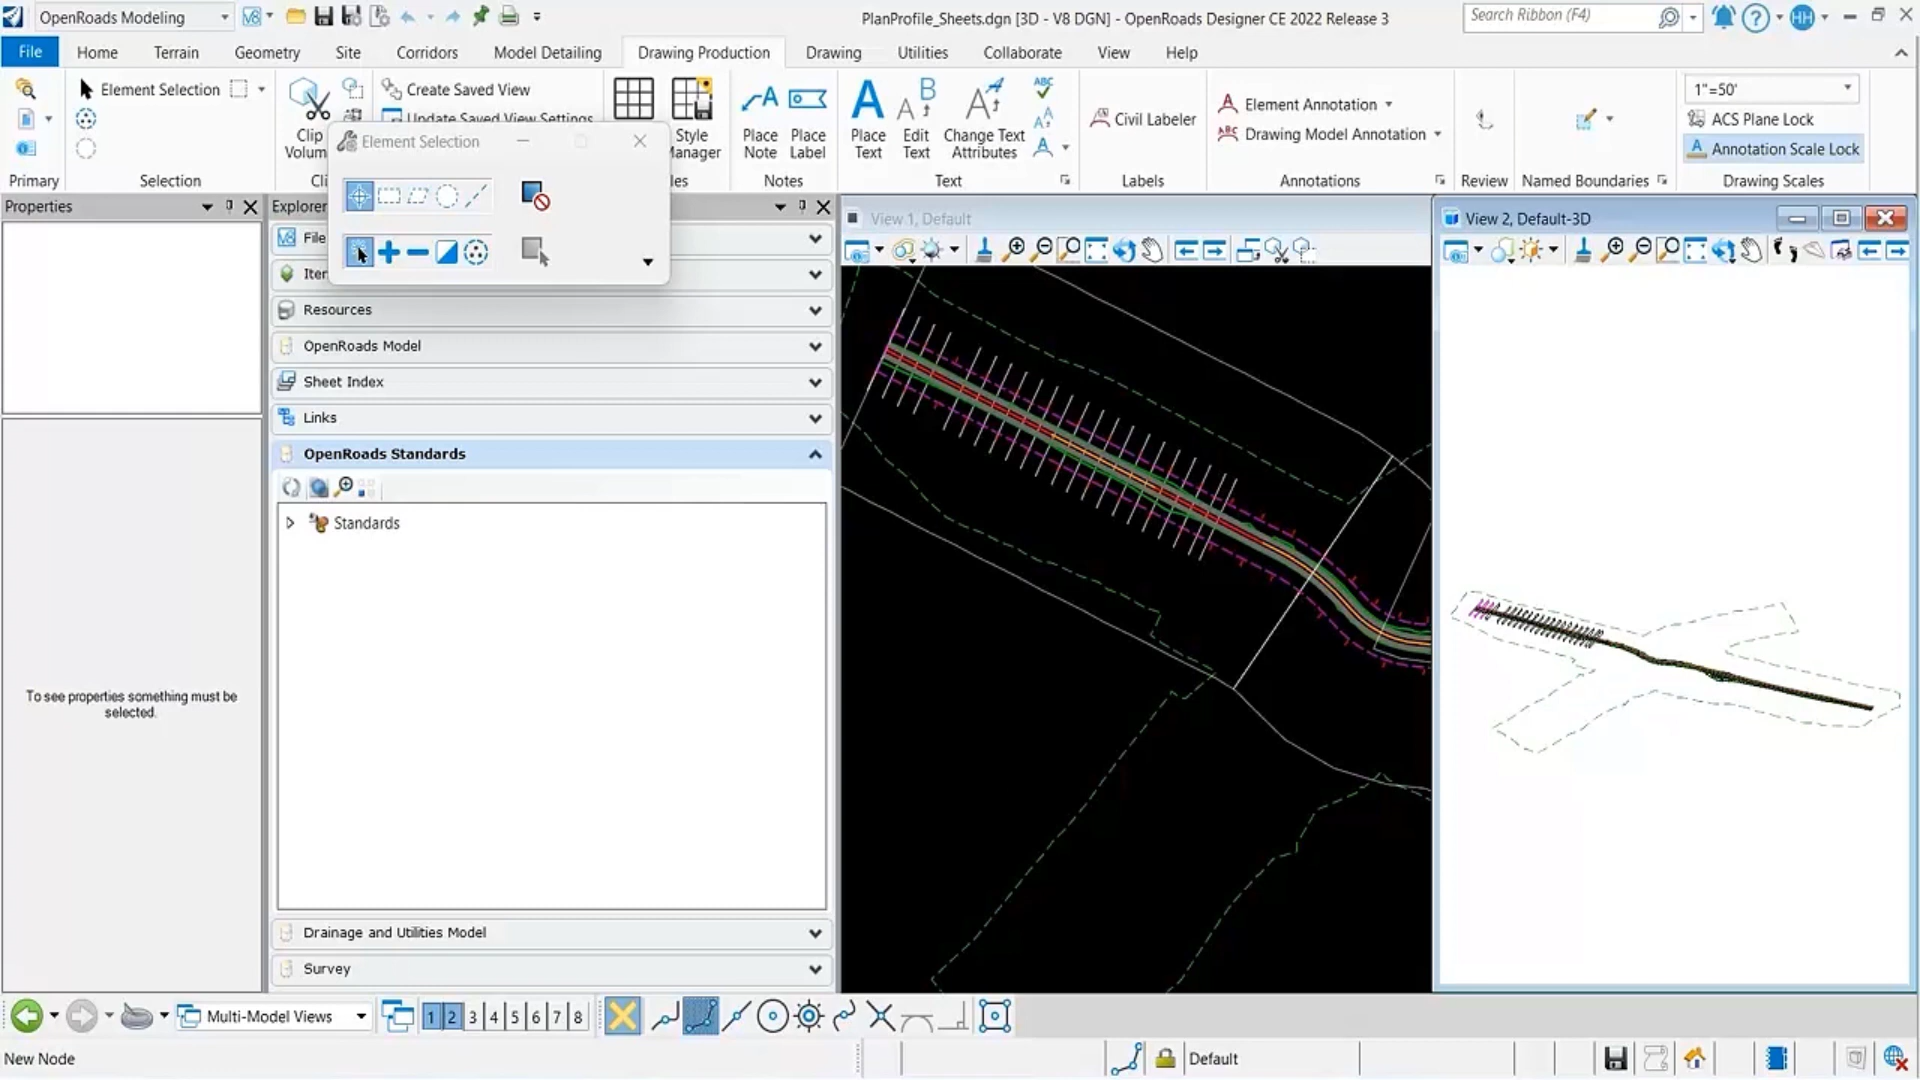 OpenRoads Modeling
PlanProfile_Sheets.dgn [3D - V8 DGN] - OpenRoads Designer CE 2022 Release 3
Search Ribbon (F4)
HH
File
Home
Terrain
Geometry
Site
Corridors
Model Detailing
Drawing Production
Drawing
Utilities
Collaborate
View
Help
Element Selection
Create Saved View
Update Saved View Settings
Clip
Volum
Style
Manager
Place
Note
Place
Label
Place
Text
Edit
Text
Change Text
Attributes
Civil Labeler
Element Annotation
Drawing Model Annotation
1"=50'
ACS Plane Lock
Annotation Scale Lock
Primary
Selection
Cli
les
Notes
Text
Labels
Annotations
Review
Named Boundaries
Drawing Scales
Element Selection
Properties
To see properties something must be
selected.
Explorer
File
Iter
Resources
OpenRoads Model
Sheet Index
Links
OpenRoads Standards
Standards
Drainage and Utilities Model
Survey
View 1, Default
View 2, Default-3D
Multi-Model Views
1 2 3 4 5 6 7 8
New Node
Default